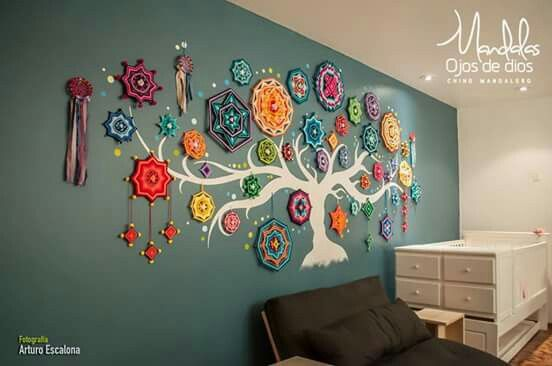 Mandalas
Ojos de dios
CHINO MANDALERO
Fotografía
Arturo Escalona